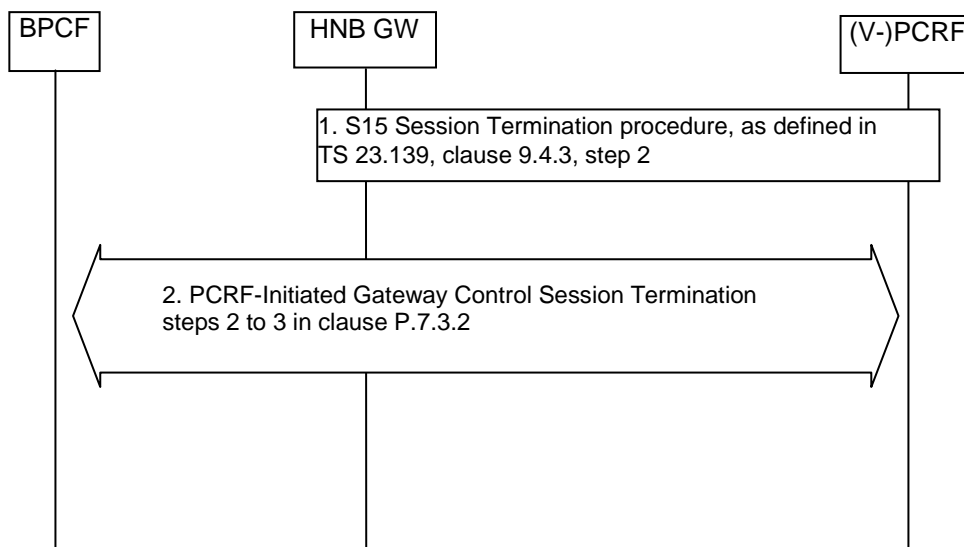 BPCF
HNB GW
(V-)PCRF
1. S15 Session Termination procedure, as defined in
TS 23.139, clause 9.4.3, step 2
2. PCRF-Initiated Gateway Control Session Termination
steps 2 to 3 in clause P.7.3.2